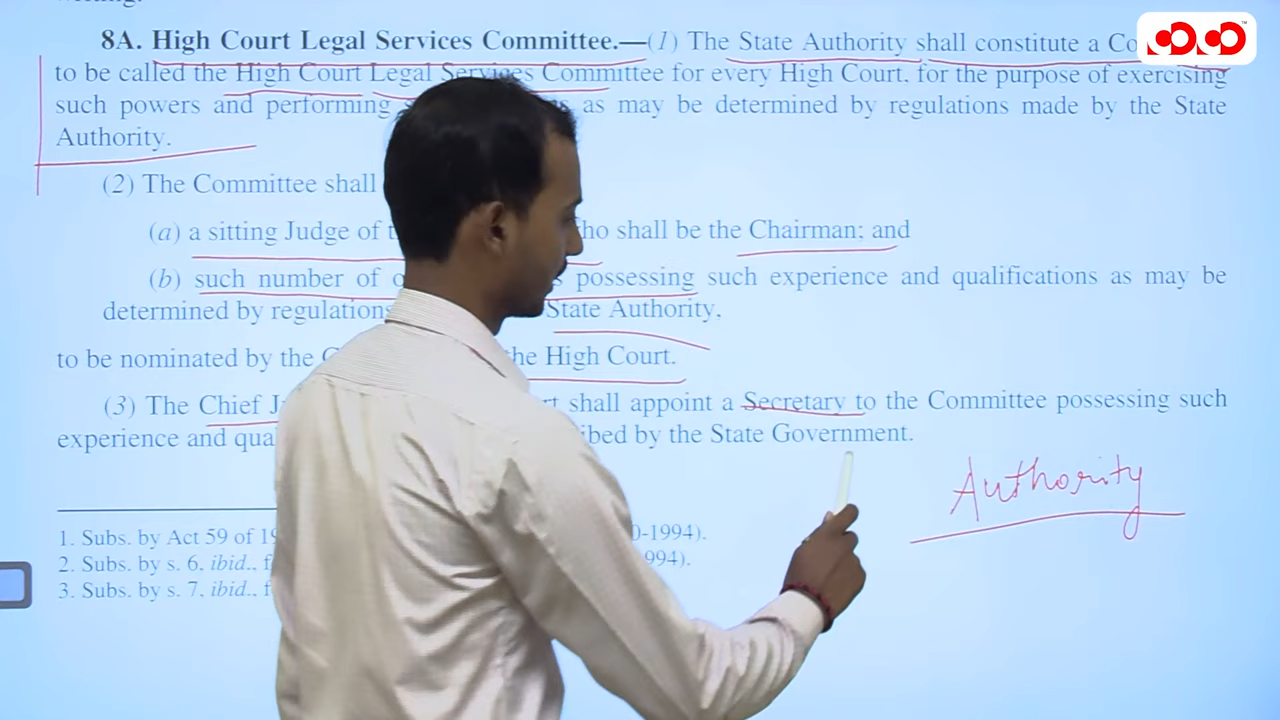 8A. High Court Legal Services Committee.—(1) The State Authority shall constitute a Co
to be called the High Court Legal Services Committee for every High Court, for the purpose of exercising
such powers and performing as may be determined by regulations made by the State
Authority.
(2) The Committee shall
(a) a sitting Judge of who shall be the Chairman; and
(b) such number of possessing such experience and qualifications as may be
determined by regulations State Authority,
to be nominated by the the High Court.
(3) The Chief J shall appoint a Secretary to the Committee possessing such
experience and qua by the State Government.
Authority
1. Subs. by Act 59 of 19 0-1994).
2. Subs. by s. 6, ibid., f 994).
3. Subs. by s. 7, ibid., f